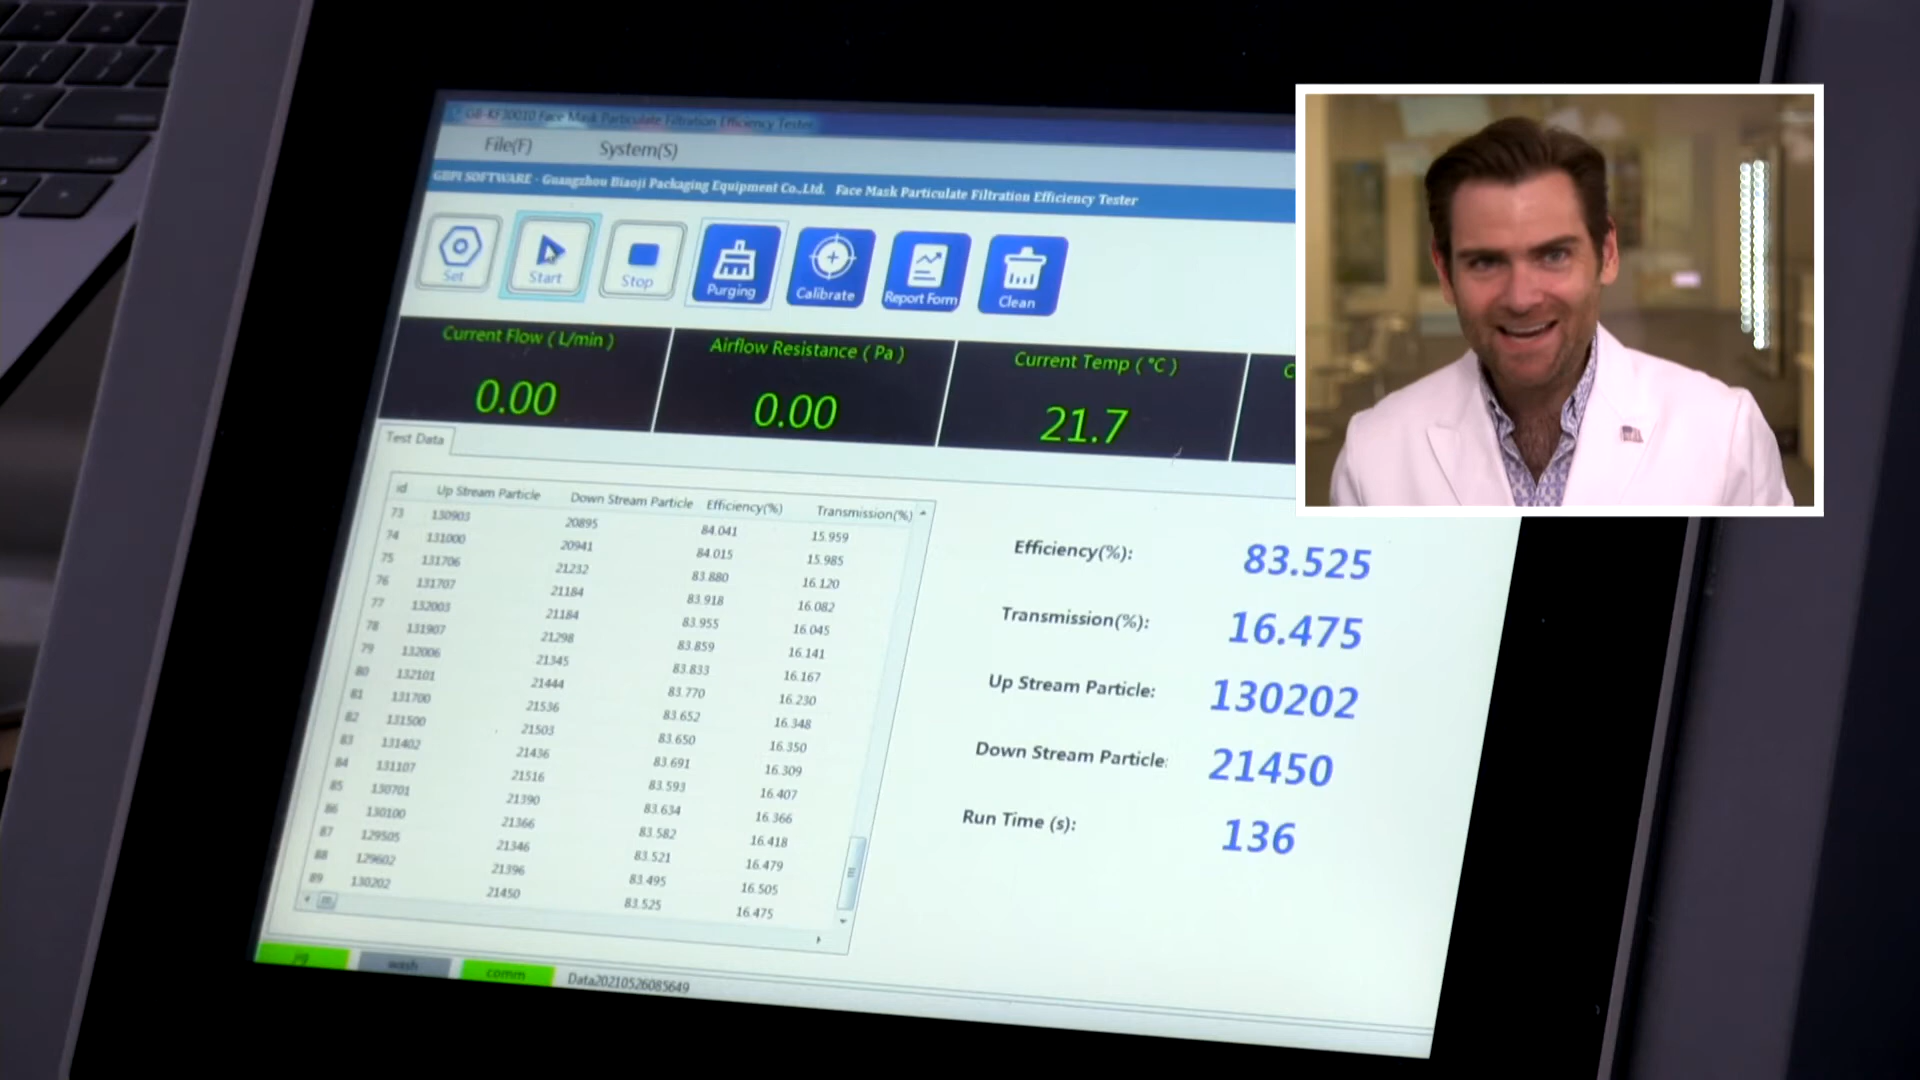 GB-KF30010 Face Mask Particulate Filtration Efficiency Tester
File(F) System(S)
GBPI SOFTWARE - Guangzhou Biaoji Packaging Equipment Co.,Ltd. Face Mask Particulate Filtration Efficiency Tester
Set Start Stop Purging Calibrate Report Form Clean
Current Flow ( L/min ) Airflow Resistance ( Pa ) Current Temp ( °C ) C
0.00 0.00 21.7
Test Data
id Up Stream Particle Down Stream Particle Efficiency(%) Transmission(%)
73 130903 20895 84.041 15.959
74 131000 20941 84.015 15.985
75 131706 21232 83.880 16.120
76 131707 21184 83.918 16.082
77 132003 21184 83.955 16.045
78 131907 21298 83.859 16.141
79 132006 21345 83.833 16.167
80 132101 21444 83.770 16.230
81 131700 21536 83.652 16.348
82 131500 21503 83.650 16.350
83 131402 21436 83.691 16.309
84 131107 21516 83.593 16.407
85 130701 21390 83.634 16.366
86 130100 21366 83.582 16.418
87 129505 21346 83.521 16.479
88 129602 21396 83.495 16.505
89 130202 21450 83.525 16.475
Efficiency(%): 83.525
Transmission(%): 16.475
Up Stream Particle: 130202
Down Stream Particle: 21450
Run Time (s): 136
jig wash comm Data20210526085649